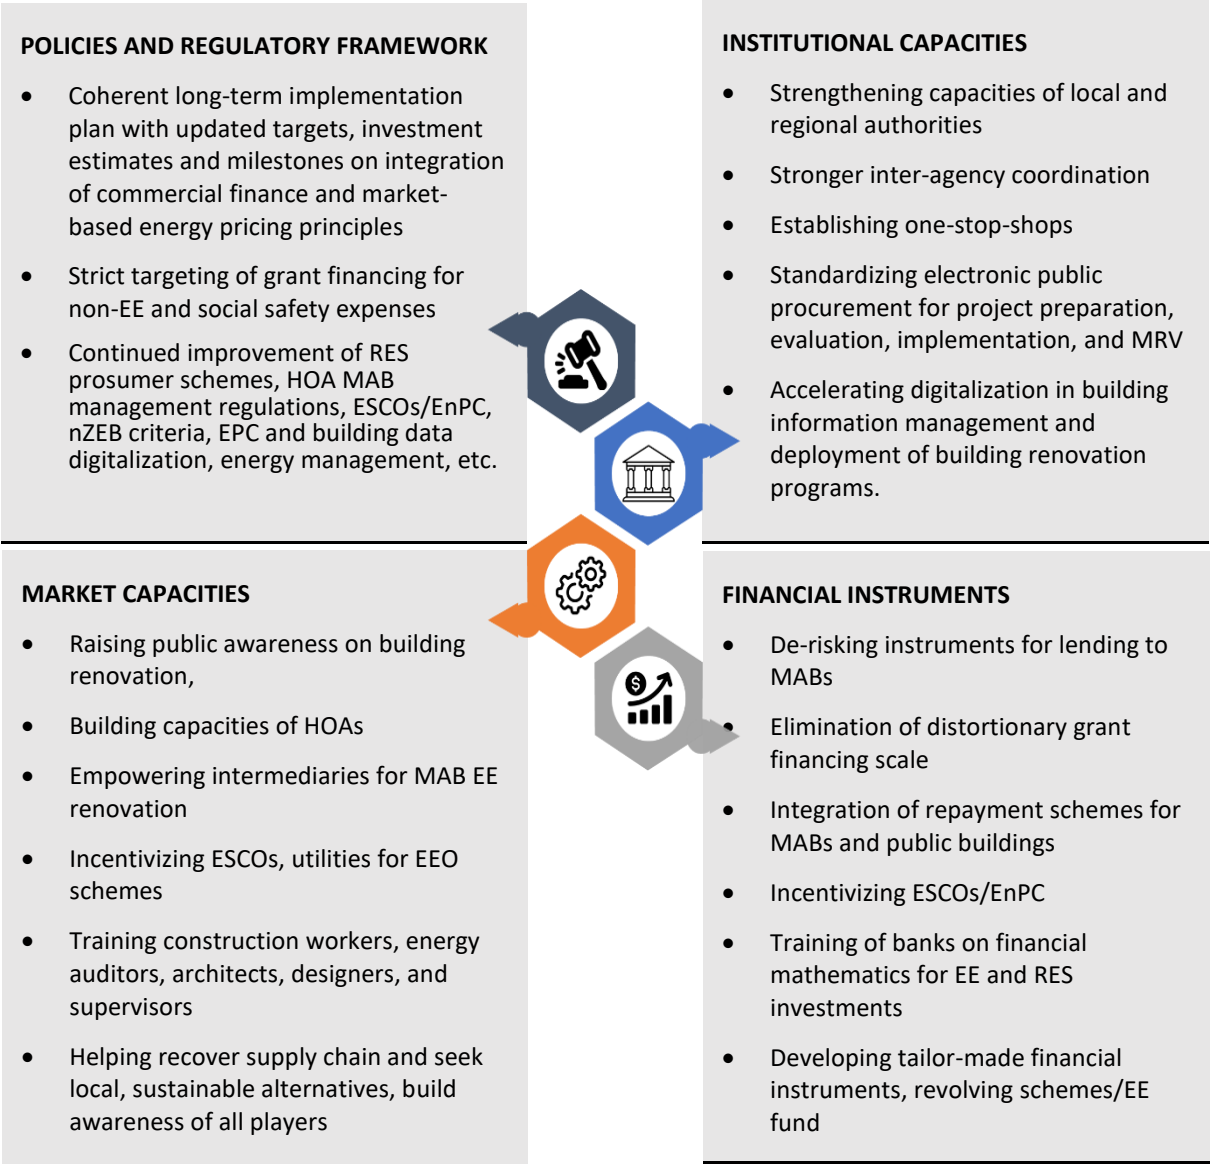 POLICIES AND REGULATORY FRAMEWORK
• Coherent long-term implementation
plan with updated targets, investment
estimates and milestones on integration
of commercial finance and market-
based energy pricing principles
• Strict targeting of grant financing for
non-EE and social safety expenses
• Continued improvement of RES
prosumer schemes, HOA MAB
management regulations, ESCOs/EnPC,
nZEB criteria, EPC and building data
digitalization, energy management, etc.
INSTITUTIONAL CAPACITIES
• Strengthening capacities of local and
regional authorities
• Stronger inter-agency coordination
• Establishing one-stop-shops
• Standardizing electronic public
procurement for project preparation,
evaluation, implementation, and MRV
• Accelerating digitalization in building
information management and
deployment of building renovation
programs.
MARKET CAPACITIES
• Raising public awareness on building
renovation,
• Building capacities of HOAs
• Empowering intermediaries for MAB EE
renovation
• Incentivizing ESCOs, utilities for EEO
schemes
• Training construction workers, energy
auditors, architects, designers, and
supervisors
• Helping recover supply chain and seek
local, sustainable alternatives, build
awareness of all players
$
FINANCIAL INSTRUMENTS
• De-risking instruments for lending to
MABs
• Elimination of distortionary grant
financing scale
• Integration of repayment schemes for
MABs and public buildings
• Incentivizing ESCOs/EnPC
• Training of banks on financial
mathematics for EE and RES
investments
• Developing tailor-made financial
instruments, revolving schemes/EE
fund